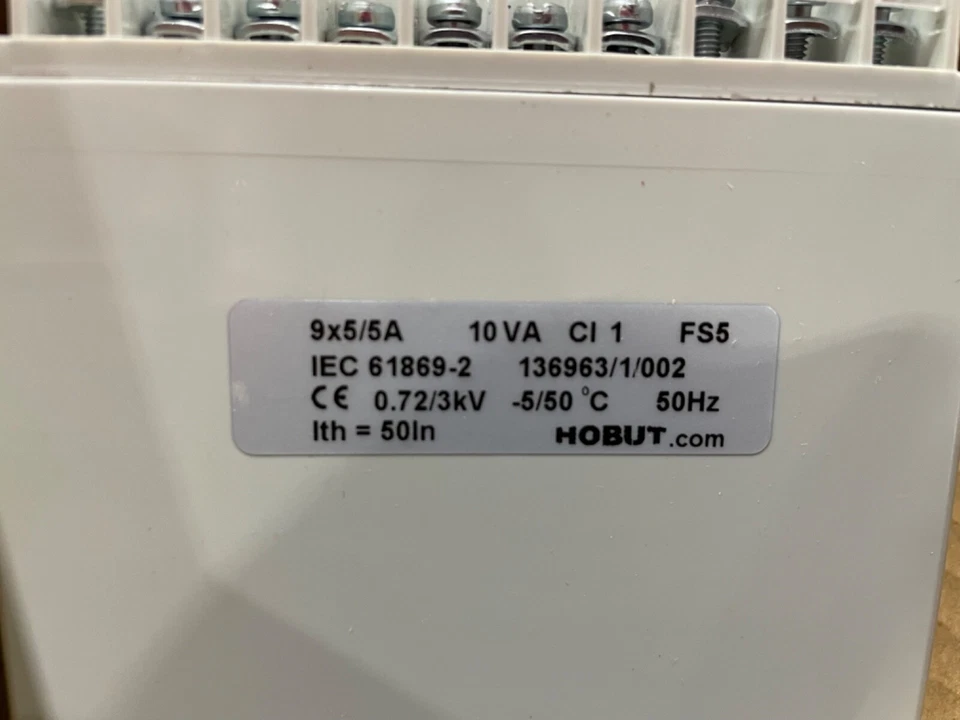 9x5/5A 10 VA Cl 1 FS5
IEC 61869-2 136963/1/002
CE 0.72/3kV -5/50 °C 50Hz
Ith = 50In HOBUT.com